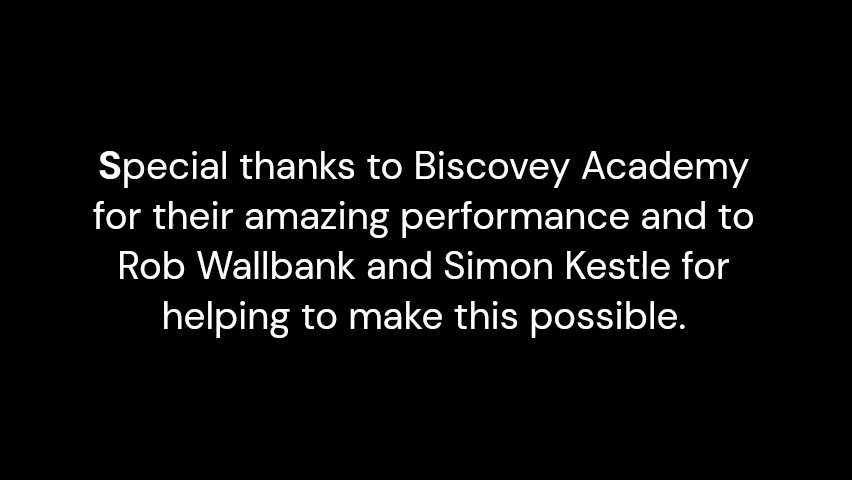 Special thanks to Biscovey Academy
for their amazing performance and to
Rob Wallbank and Simon Kestle for
helping to make this possible.